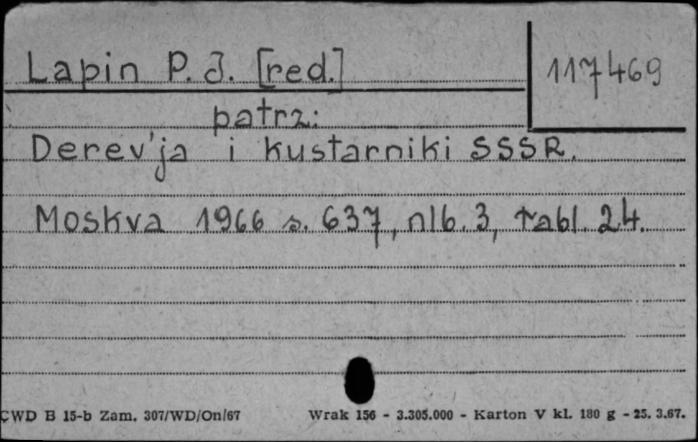 Lapin P. J. [red.]
117469
patrz:
Derev'ja i kustarniki SSSR.
Moskva 1966 s. 637, nlb. 3, tabl. 24.
CWD B 15-b Zam. 307/WD/On/67 Wrak 156 - 3.305.000 - Karton V kl. 180 g - 25. 3.67.